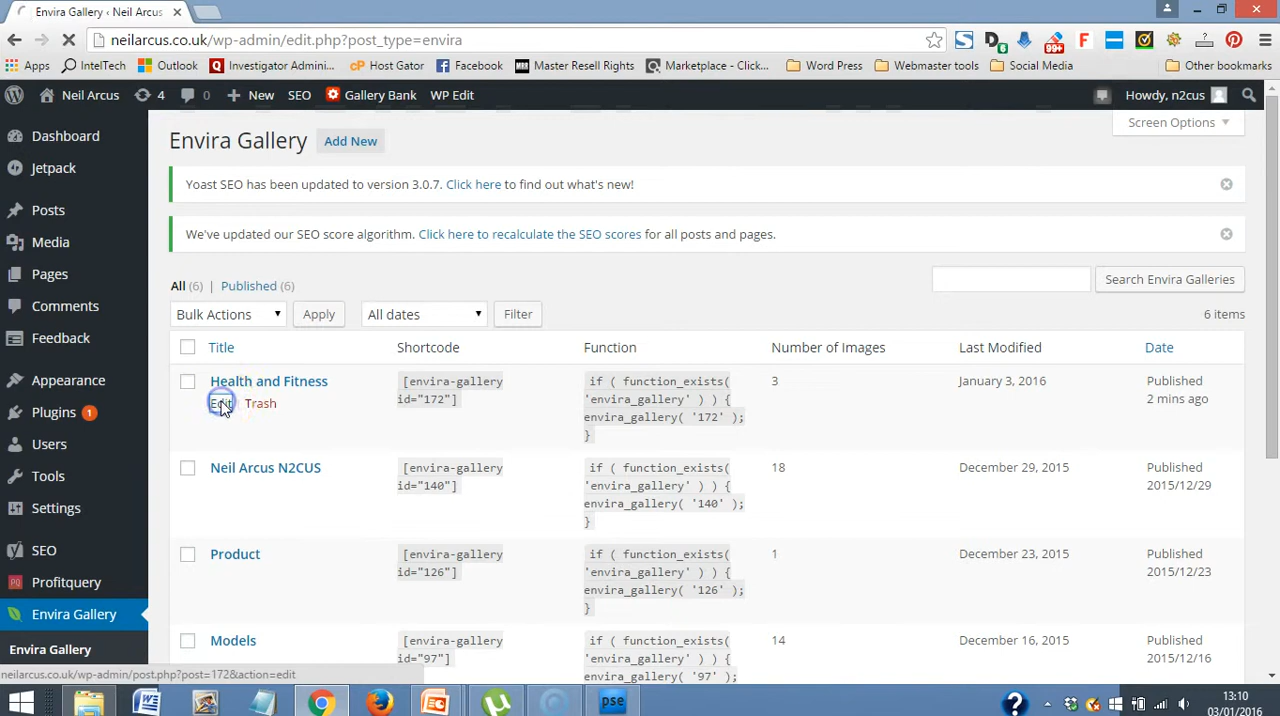 Envira Gallery ‹ Neil Arcus
neilarcus.co.uk/wp-admin/edit.php?post_type=envira
Apps IntelTech Outlook Investigator Admini... Host Gator Facebook Master Resell Rights Marketplace - Click... Word Press Webmaster tools Social Media Other bookmarks
Neil Arcus 4 0 New SEO Gallery Bank WP Edit Howdy, n2cus
Dashboard
Jetpack
Posts
Media
Pages
Comments
Feedback
Appearance
Plugins 1
Users
Tools
Settings
SEO
Profitquery
Envira Gallery
Envira Gallery
Screen Options
Envira Gallery Add New
Yoast SEO has been updated to version 3.0.7. Click here to find out what's new!
We've updated our SEO score algorithm. Click here to recalculate the SEO scores for all posts and pages.
All (6) | Published (6)
Search Envira Galleries
Bulk Actions Apply All dates Filter 6 items
Title Shortcode Function Number of Images Last Modified Date
Health and Fitness [envira-gallery if ( function_exists( 3 January 3, 2016 Published
Edit Trash id="172"] 'envira_gallery' ) ) { 2 mins ago
envira_gallery( '172' );
}
Neil Arcus N2CUS [envira-gallery if ( function_exists( 18 December 29, 2015 Published
id="140"] 'envira_gallery' ) ) { 2015/12/29
envira_gallery( '140' );
}
Product [envira-gallery if ( function_exists( 1 December 23, 2015 Published
id="126"] 'envira_gallery' ) ) { 2015/12/23
envira_gallery( '126' );
}
Models [envira-gallery if ( function_exists( 14 December 16, 2015 Published
id="97"] 'envira_gallery' ) ) { 2015/12/16
envira_gallery( '97' );
neilarcus.co.uk/wp-admin/post.php?post=172&action=edit
pse
13:10
03/01/2016